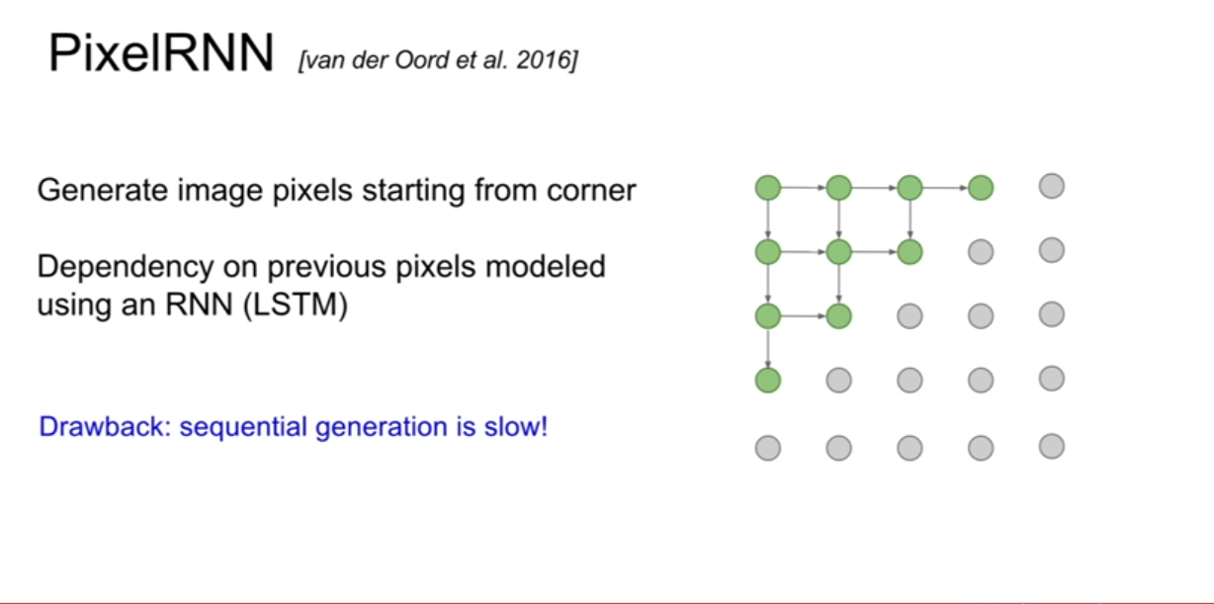 PixelRNN [van der Oord et al. 2016]
Generate image pixels starting from corner
Dependency on previous pixels modeled
using an RNN (LSTM)
Drawback: sequential generation is slow!